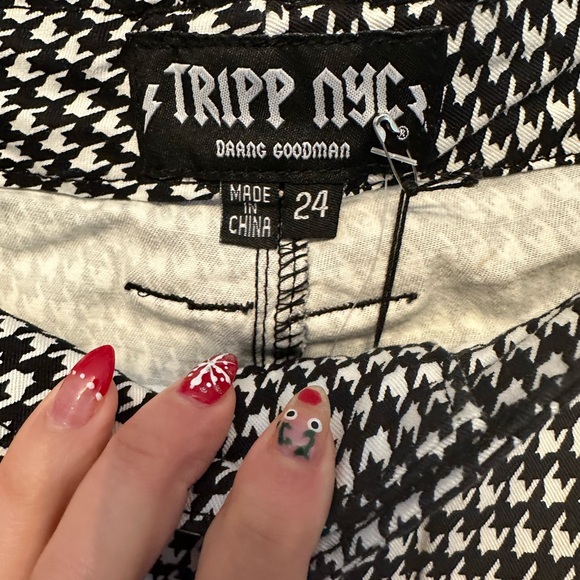 TRIPP NYC
®
DAANG GOODMAN
MADE
IN
CHINA
24